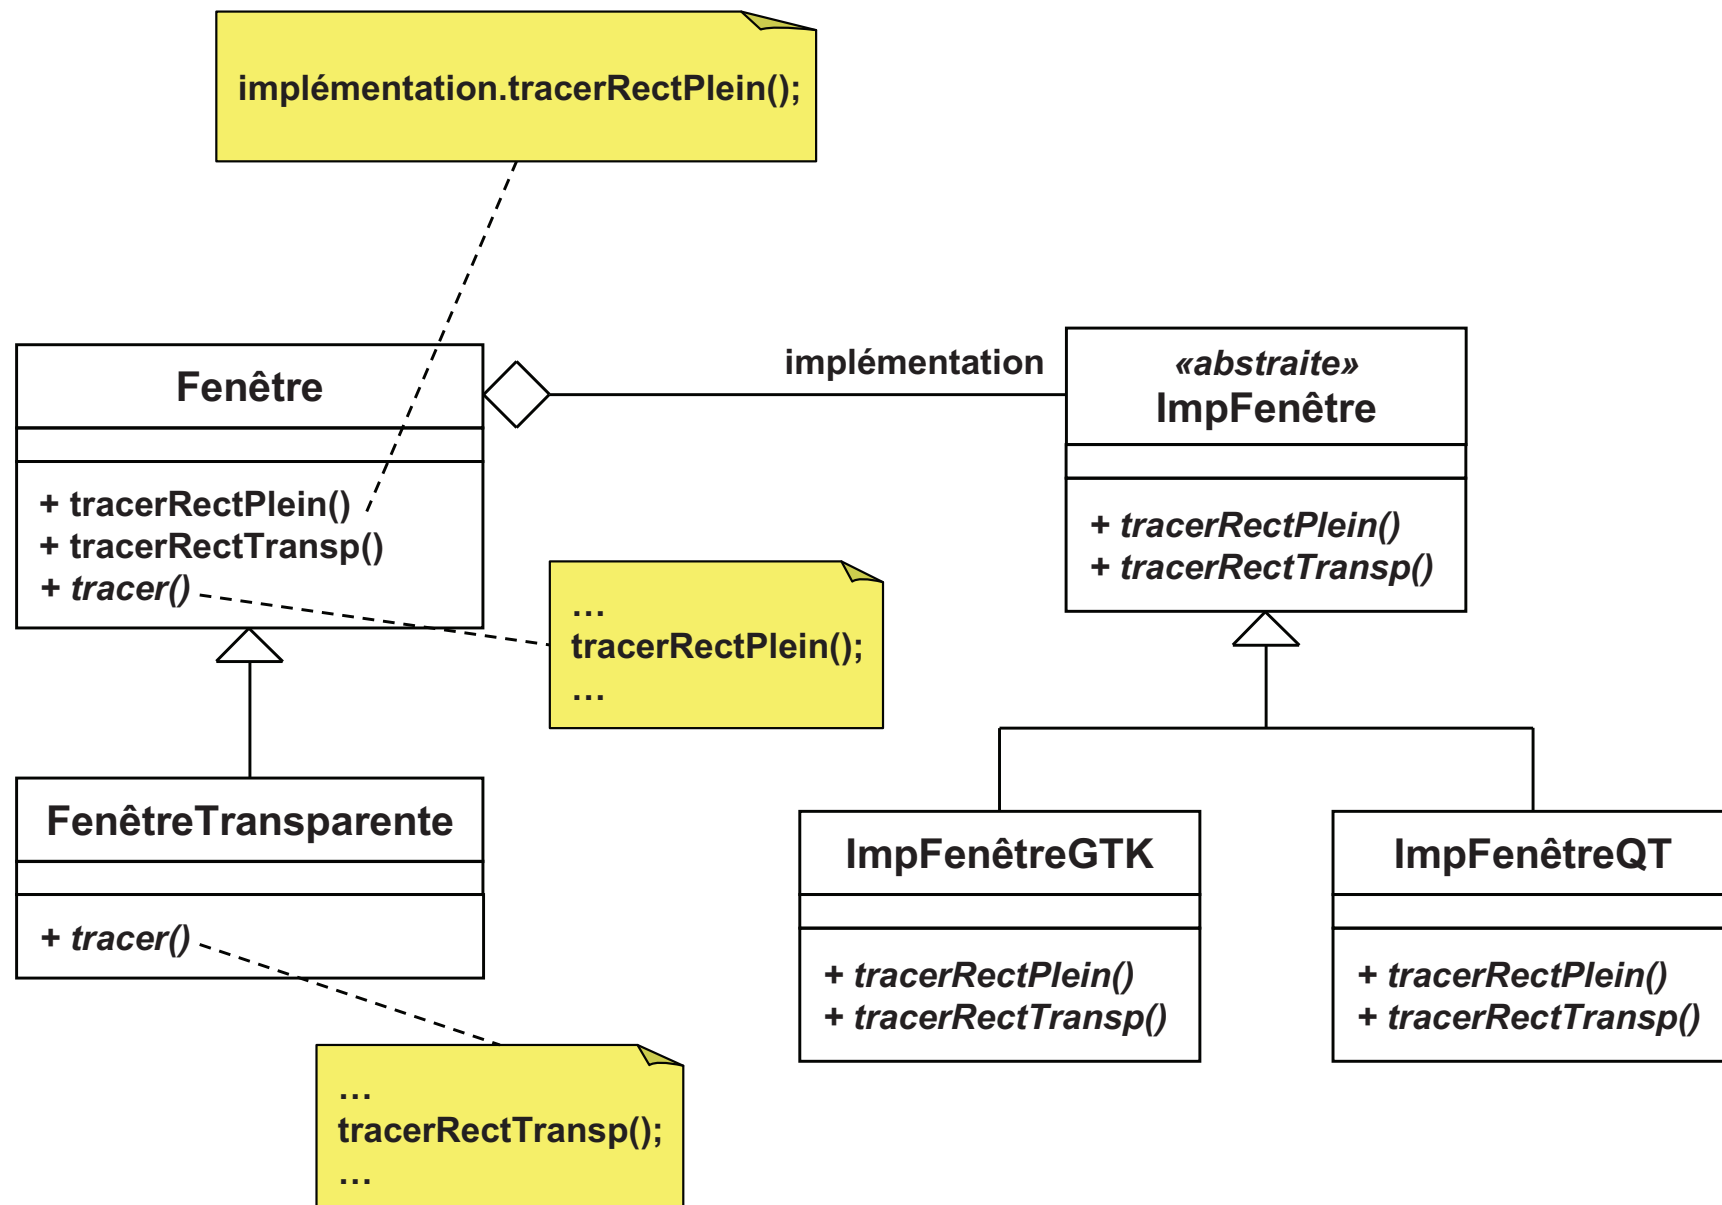 implémentation.tracerRectPlein();
Fenêtre
+ tracerRectPlein()
+ tracerRectTransp()
+ tracer()
implémentation
«abstraite»
ImpFenêtre
+ tracerRectPlein()
+ tracerRectTransp()
…
tracerRectPlein();
…
FenêtreTransparente
+ tracer()
…
tracerRectTransp();
…
ImpFenêtreGTK
+ tracerRectPlein()
+ tracerRectTransp()
ImpFenêtreQT
+ tracerRectPlein()
+ tracerRectTransp()